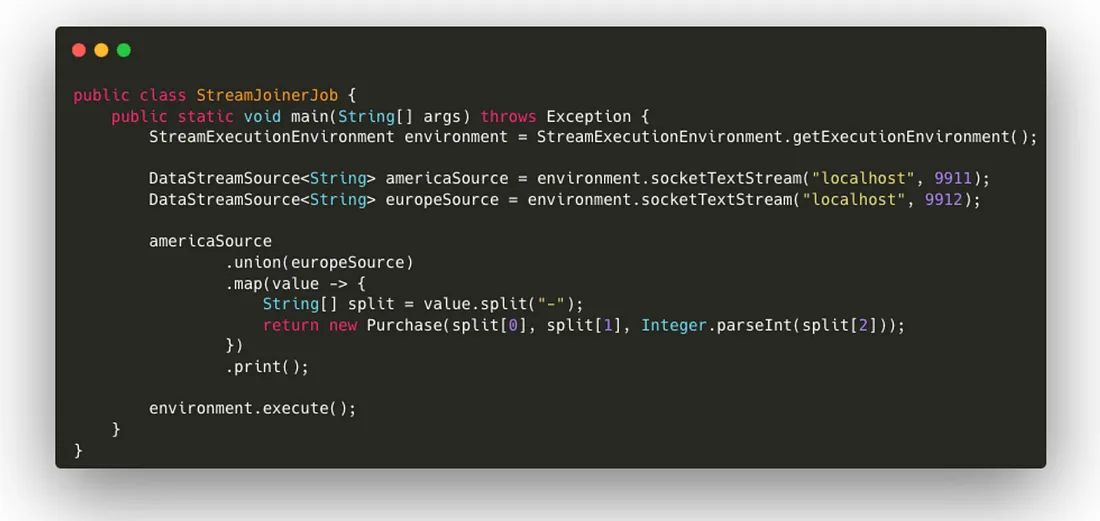 public class StreamJoinerJob {
    public static void main(String[] args) throws Exception {
        StreamExecutionEnvironment environment = StreamExecutionEnvironment.getExecutionEnvironment();

        DataStreamSource<String> americaSource = environment.socketTextStream("localhost", 9911);
        DataStreamSource<String> europeSource = environment.socketTextStream("localhost", 9912);

        americaSource
                .union(europeSource)
                .map(value -> {
                    String[] split = value.split("-");
                    return new Purchase(split[0], split[1], Integer.parseInt(split[2]));
                })
                .print();

        environment.execute();
    }
}